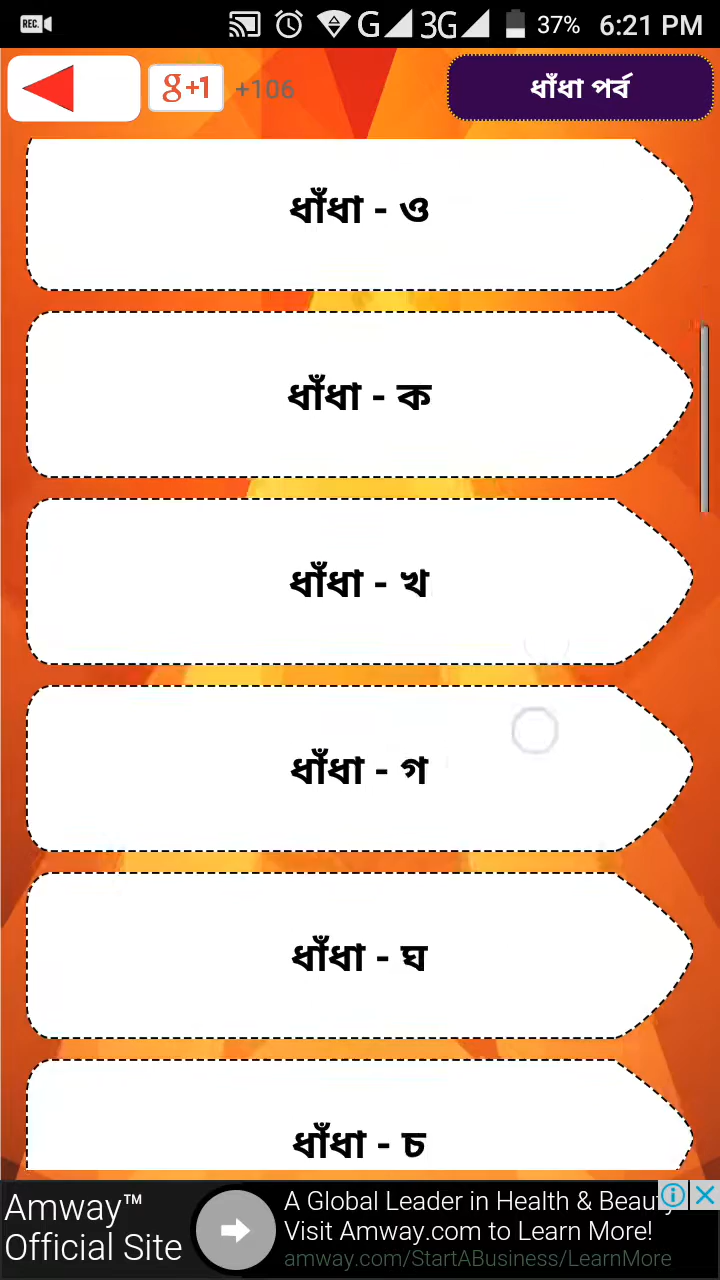 REC. G 3G 37% 6:21 PM
g+1 +106 ধাঁধা পর্ব
ধাঁধা - ও
ধাঁধা - ক
ধাঁধা - খ
ধাঁধা - গ
ধাঁধা - ঘ
ধাঁধা - চ
Amway™
Official Site
A Global Leader in Health & Beauty
Visit Amway.com to Learn More!
amway.com/StartABusiness/LearnMore